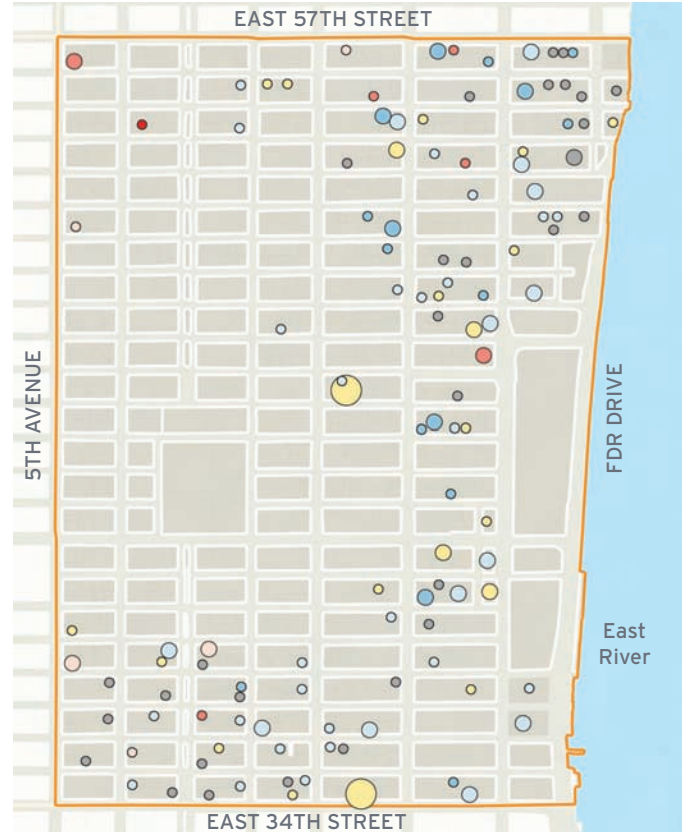 EAST 57TH STREET
5TH AVENUE
FDR DRIVE
East
River
EAST 34TH STREET